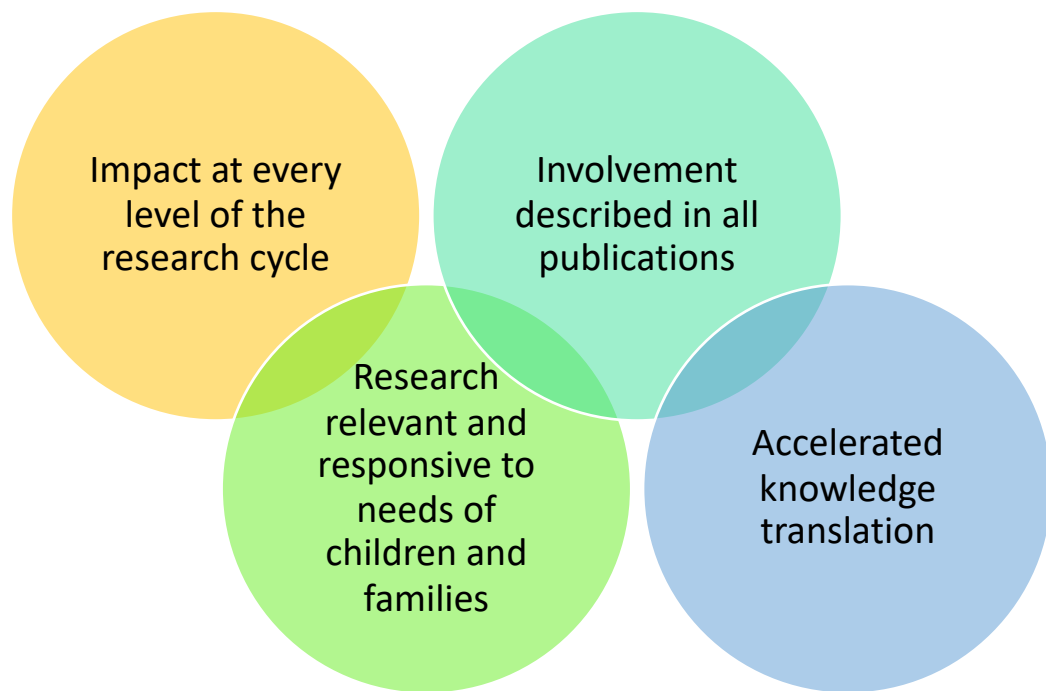 Impact at every
level of the
research cycle
Involvement
described in all
publications
Research
relevant and
responsive to
needs of
children and
families
Accelerated
knowledge
translation